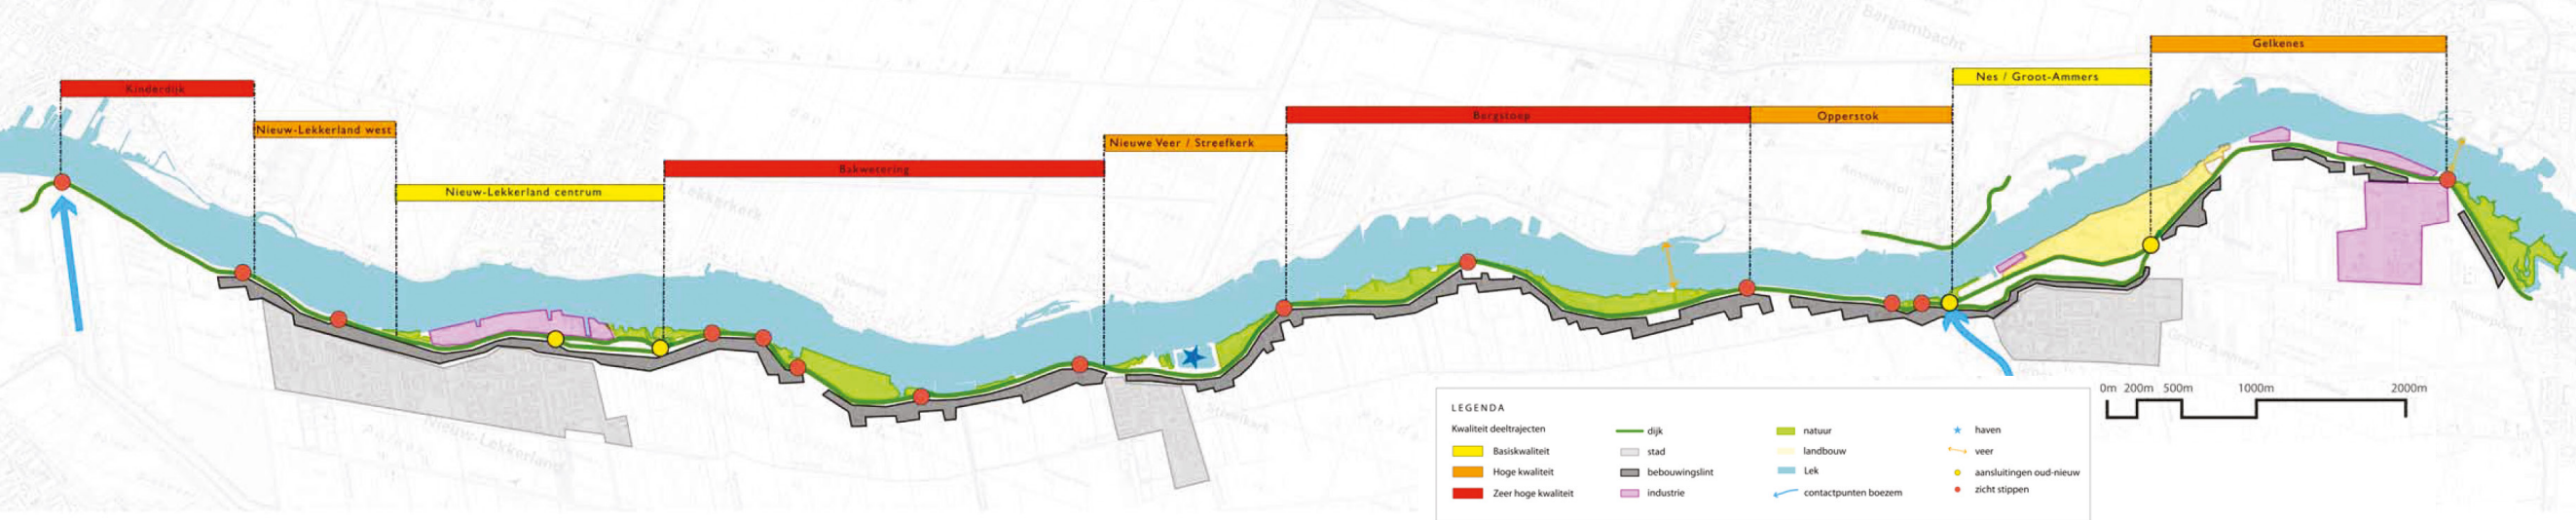 Bergambacht
Gelkenes
Nes / Groot-Ammers
Kinderdijk
Bergstoep
Opperstok
Nieuw-Lekkerland west
Nieuwe Veer / Streefkerk
Bakwetering
Nieuw-Lekkerland centrum
Lekkerkerk
Ammerstol
Nieuwpoort
Groot-Ammers
Streefkerk
Nieuw-Lekkerland
0m 200m 500m 1000m 2000m
LEGENDA
Kwaliteit deeltrajecten
Basiskwaliteit
Hoge kwaliteit
Zeer hoge kwaliteit
dijk
stad
bebouwingslint
industrie
natuur
landbouw
Lek
contactpunten boezem
haven
veer
aansluitingen oud-nieuw
zicht stippen